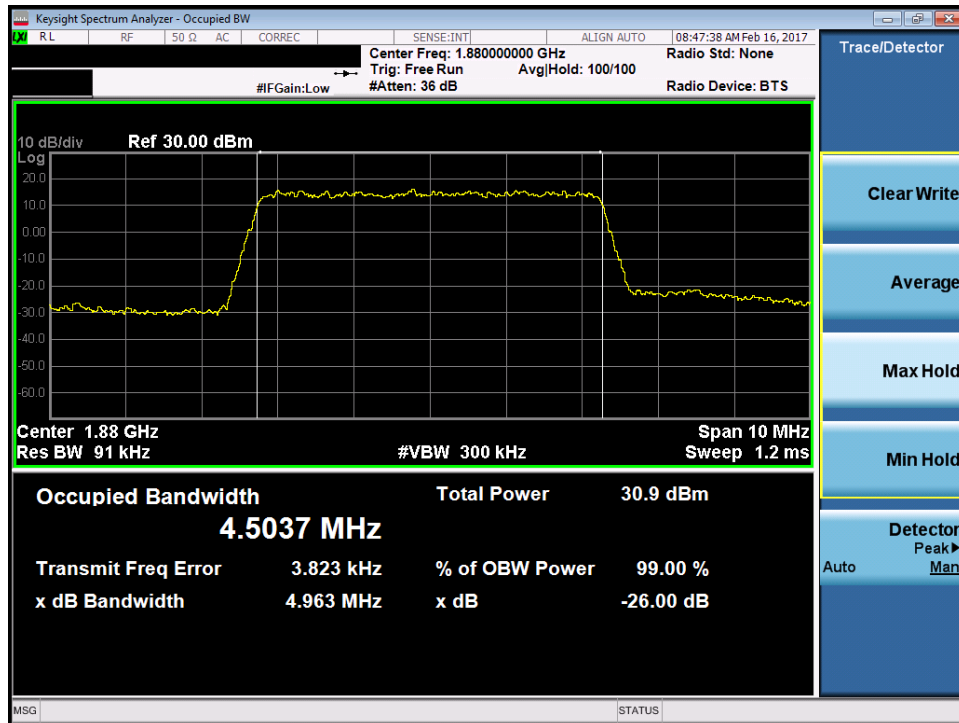 Keysight Spectrum Analyzer - Occupied BW
LXI RL RF 50 Ω AC CORREC SENSE:INT ALIGN AUTO 08:47:38 AM Feb 16, 2017
Center Freq: 1.880000000 GHz Radio Std: None
Trig: Free Run Avg|Hold: 100/100
#IFGain:Low #Atten: 36 dB Radio Device: BTS
10 dB/div Ref 30.00 dBm
Log
20.0
10.0
0.00
-10.0
-20.0
-30.0
-40.0
-50.0
-60.0
Center 1.88 GHz Span 10 MHz
Res BW 91 kHz #VBW 300 kHz Sweep 1.2 ms
Occupied Bandwidth Total Power 30.9 dBm
4.5037 MHz
Transmit Freq Error 3.823 kHz % of OBW Power 99.00 %
x dB Bandwidth 4.963 MHz x dB -26.00 dB
MSG STATUS
Trace/Detector
Clear Write
Average
Max Hold
Min Hold
Detector
Peak▶
Auto Man